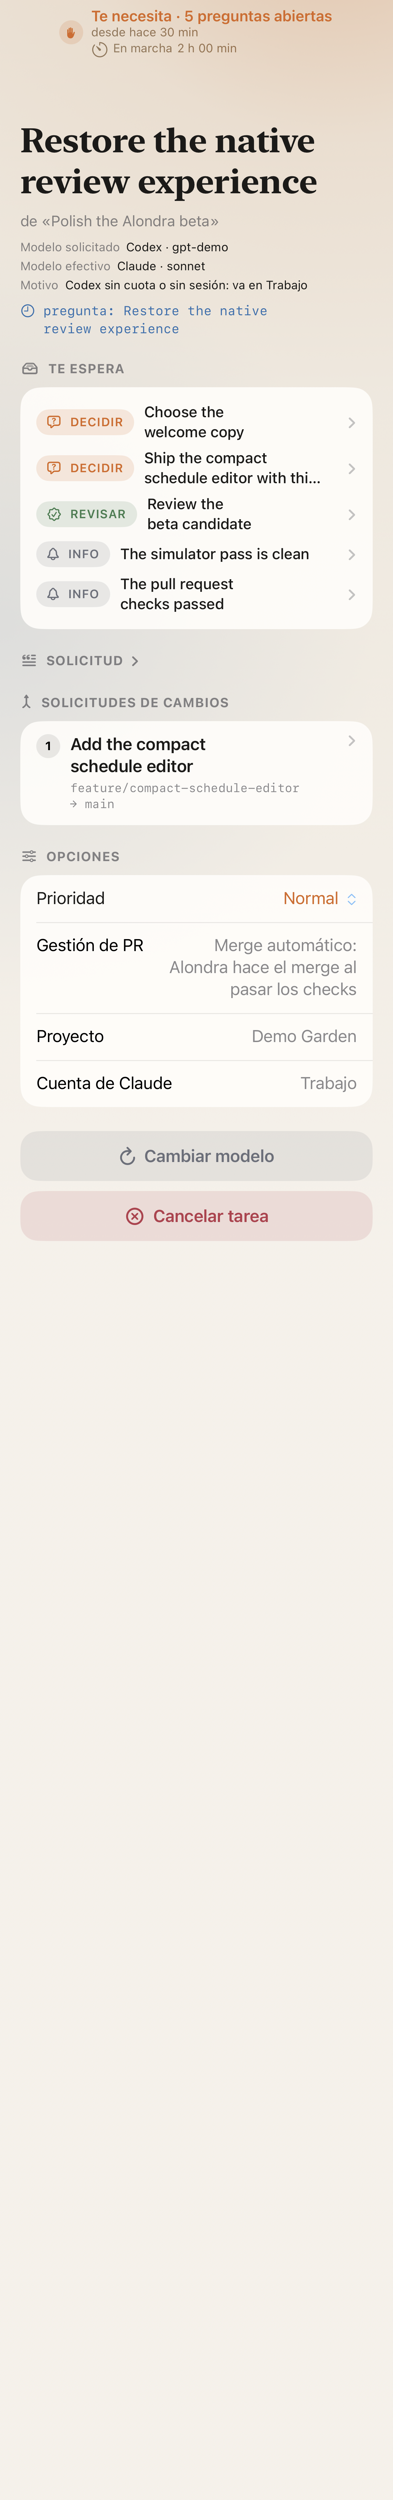 Te necesita · 5 preguntas abiertas
desde hace 30 min
En marcha 2 h 00 min
Restore the native
review experience
de «Polish the Alondra beta»
Modelo solicitado Codex · gpt-demo
Modelo efectivo Claude · sonnet
Motivo Codex sin cuota o sin sesión: va en Trabajo
pregunta: Restore the native
review experience
TE ESPERA
DECIDIR Choose the
welcome copy
DECIDIR Ship the compact
schedule editor with thi...
REVISAR Review the
beta candidate
INFO The simulator pass is clean
INFO The pull request
checks passed
SOLICITUD
SOLICITUDES DE CAMBIOS
1 Add the compact
schedule editor
feature/compact-schedule-editor
→ main
OPCIONES
Prioridad Normal
Gestión de PR Merge automático:
Alondra hace el merge al
pasar los checks
Proyecto Demo Garden
Cuenta de Claude Trabajo
Cambiar modelo
Cancelar tarea